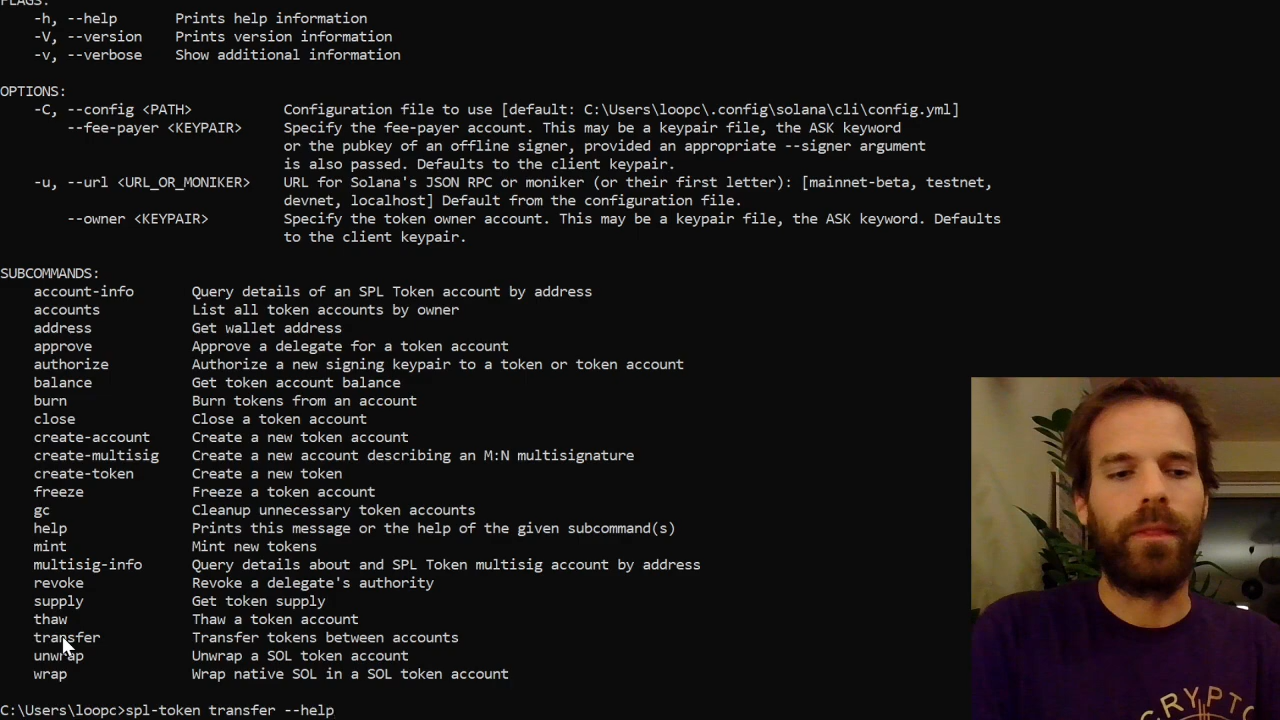 FLAGS:
-h, --help Prints help information
-V, --version Prints version information
-v, --verbose Show additional information
OPTIONS:
-C, --config <PATH> Configuration file to use [default: C:\Users\loopc\.config\solana\cli\config.yml]
--fee-payer <KEYPAIR> Specify the fee-payer account. This may be a keypair file, the ASK keyword
or the pubkey of an offline signer, provided an appropriate --signer argument
is also passed. Defaults to the client keypair.
-u, --url <URL_OR_MONIKER> URL for Solana's JSON RPC or moniker (or their first letter): [mainnet-beta, testnet,
devnet, localhost] Default from the configuration file.
--owner <KEYPAIR> Specify the token owner account. This may be a keypair file, the ASK keyword. Defaults
to the client keypair.
SUBCOMMANDS:
account-info Query details of an SPL Token account by address
accounts List all token accounts by owner
address Get wallet address
approve Approve a delegate for a token account
authorize Authorize a new signing keypair to a token or token account
balance Get token account balance
burn Burn tokens from an account
close Close a token account
create-account Create a new token account
create-multisig Create a new account describing an M:N multisignature
create-token Create a new token
freeze Freeze a token account
gc Cleanup unnecessary token accounts
help Prints this message or the help of the given subcommand(s)
mint Mint new tokens
multisig-info Query details about and SPL Token multisig account by address
revoke Revoke a delegate's authority
supply Get token supply
thaw Thaw a token account
transfer Transfer tokens between accounts
unwrap Unwrap a SOL token account
wrap Wrap native SOL in a SOL token account
C:\Users\loopc>spl-token transfer --help
CRYPTO